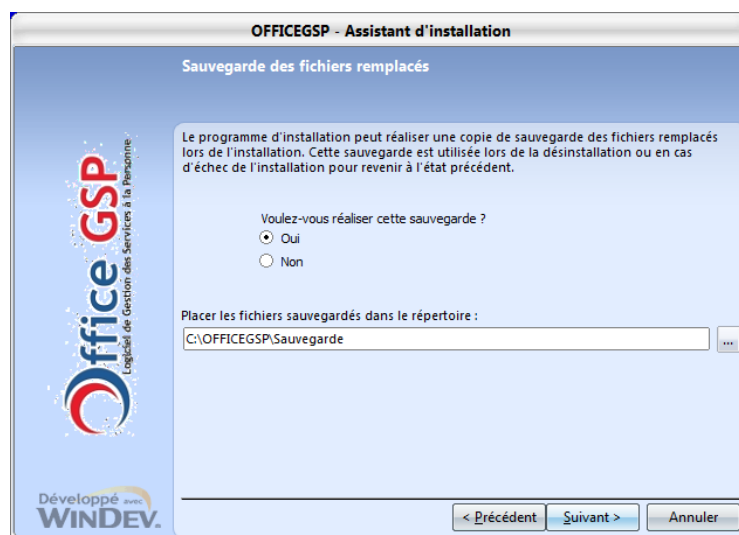 OFFICEGSP - Assistant d'installation
Sauvegarde des fichiers remplacés
Le programme d'installation peut réaliser une copie de sauvegarde des fichiers remplacés
lors de l'installation. Cette sauvegarde est utilisée lors de la désinstallation ou en cas
d'échec de l'installation pour revenir à l'état précédent.
Voulez-vous réaliser cette sauvegarde ?
Oui
Non
Placer les fichiers sauvegardés dans le répertoire :
C:\OFFICEGSP\Sauvegarde
...
Office GSP
Logiciel de Gestion des Services à la Personne
Développé avec
WINDEV.
< Précédent
Suivant >
Annuler